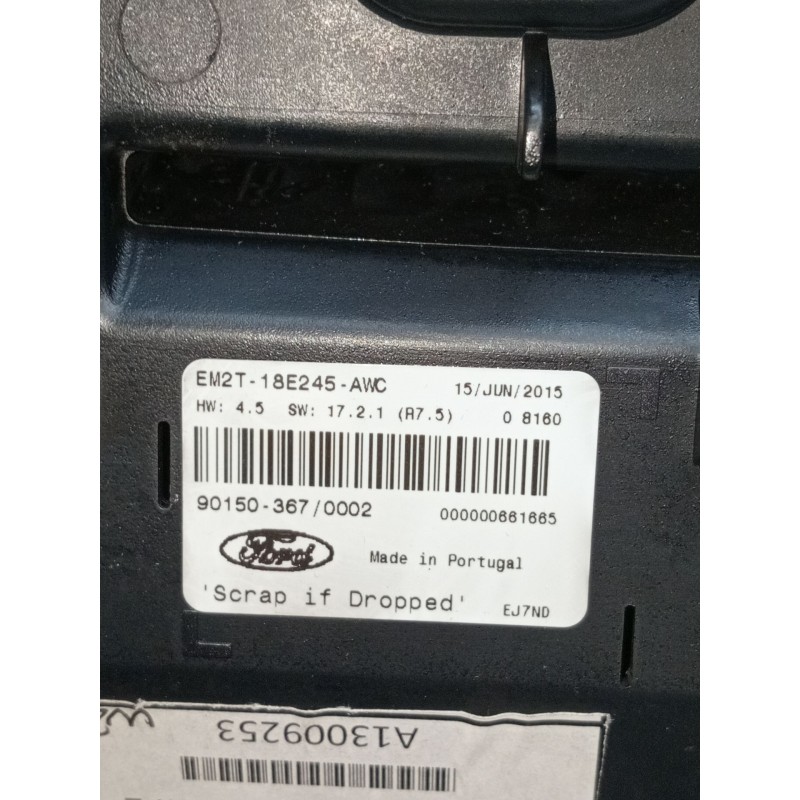 EM2T-18E245-AWC 15/JUN/2015
HW: 4.5 SW: 17.2.1 (R7.5) 0 8160
90150-367/0002 000000661665
Ford Made in Portugal
'Scrap if Dropped' EJ7ND
A13009253